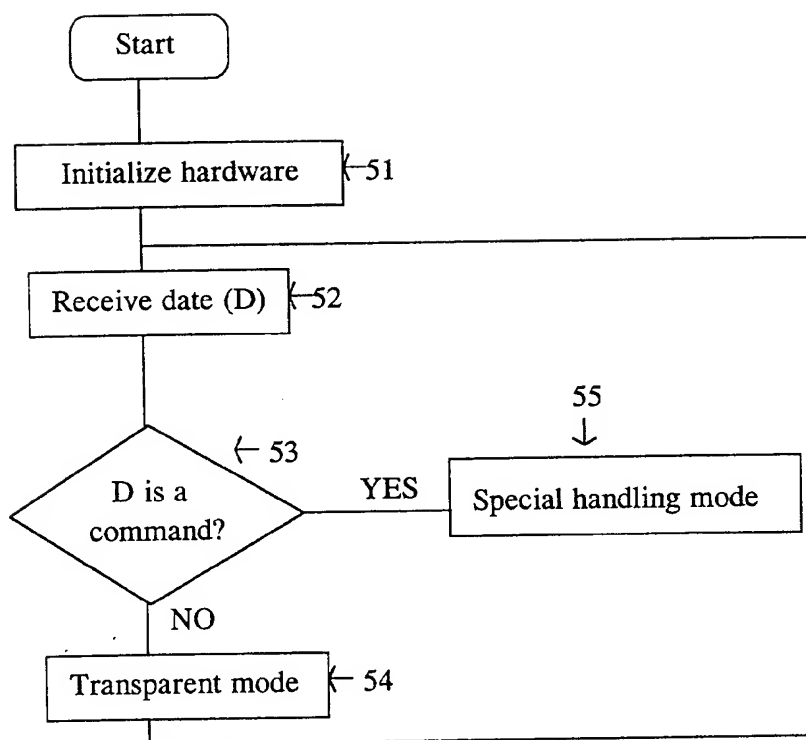 Start
Initialize hardware
51
Receive date (D)
52
55
53
D is a
command?
YES
Special handling mode
NO
Transparent mode
54